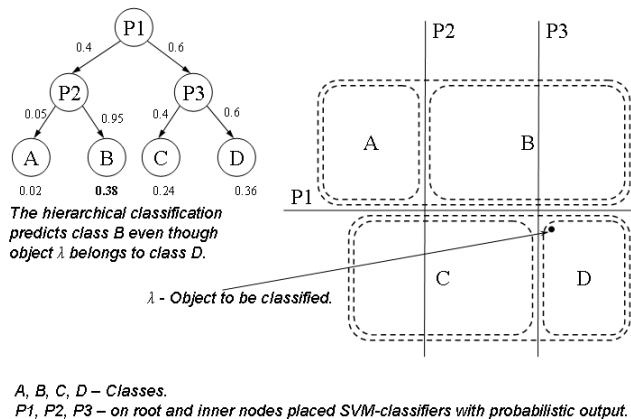 P1
0.4
0.6
P2
P3
0.05
0.95
0.4
0.6
A
B
C
D
0.02
0.38
0.24
0.36
The hierarchical classification
predicts class B even though
object λ belongs to class D.
P2
P3
A
B
P1
C
D
λ - Object to be classified.
A, B, C, D – Classes.
P1, P2, P3 – on root and inner nodes placed SVM-classifiers with probabilistic output.